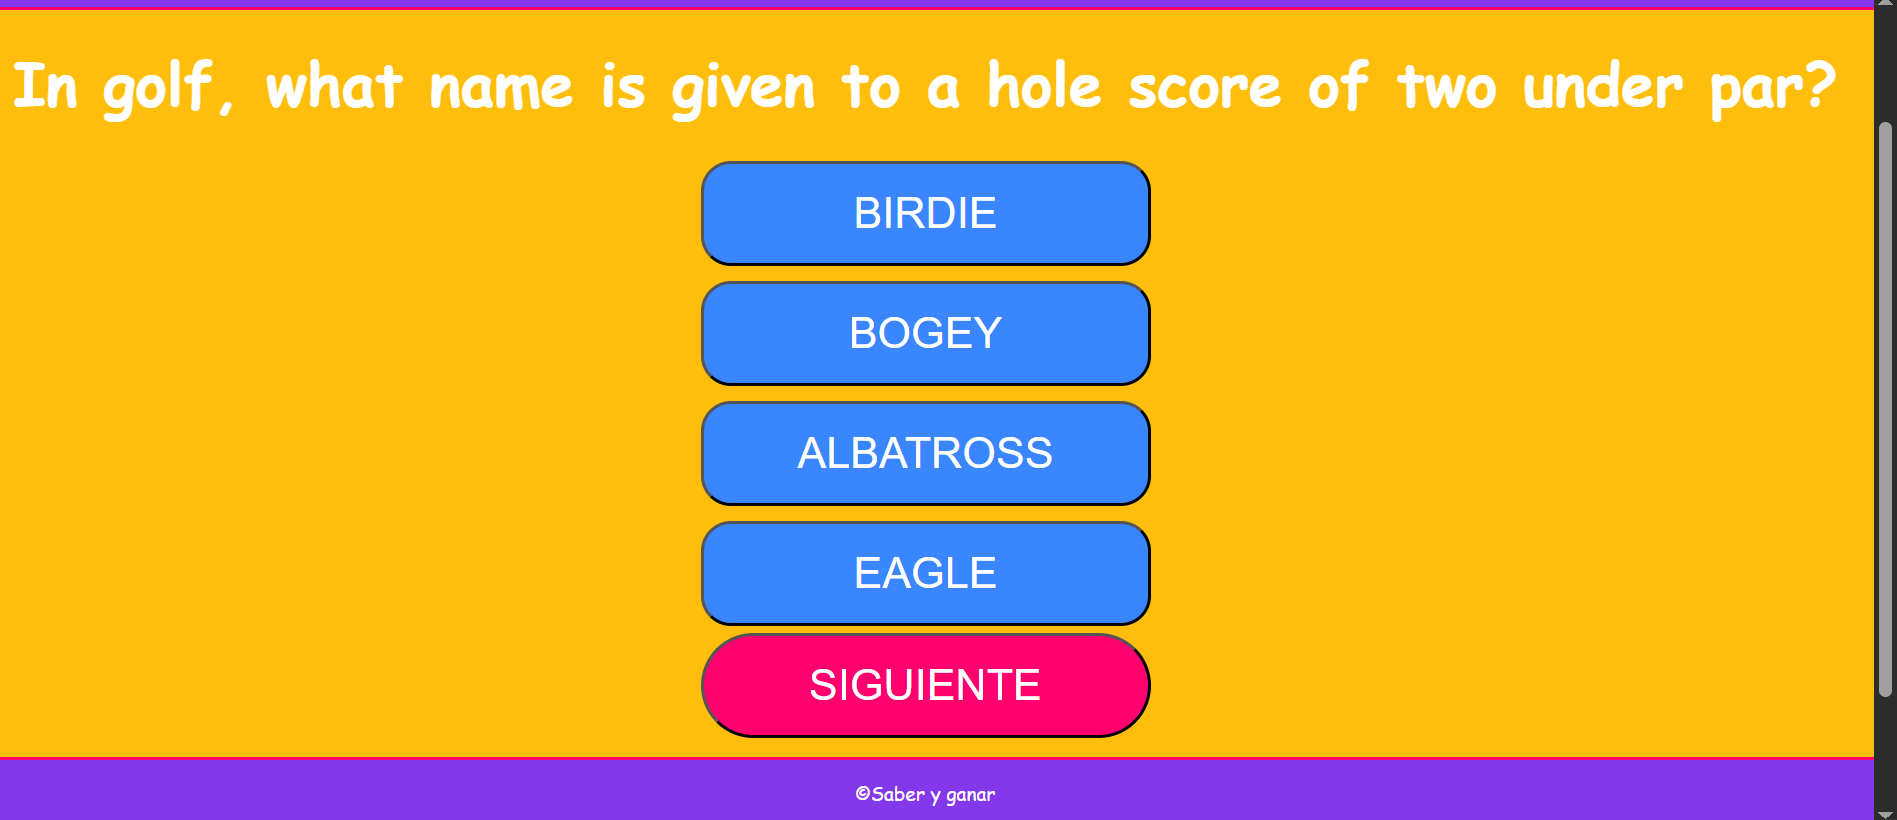 In golf, what name is given to a hole score of two under par?
BIRDIE
BOGEY
ALBATROSS
EAGLE
SIGUIENTE
©Saber y ganar